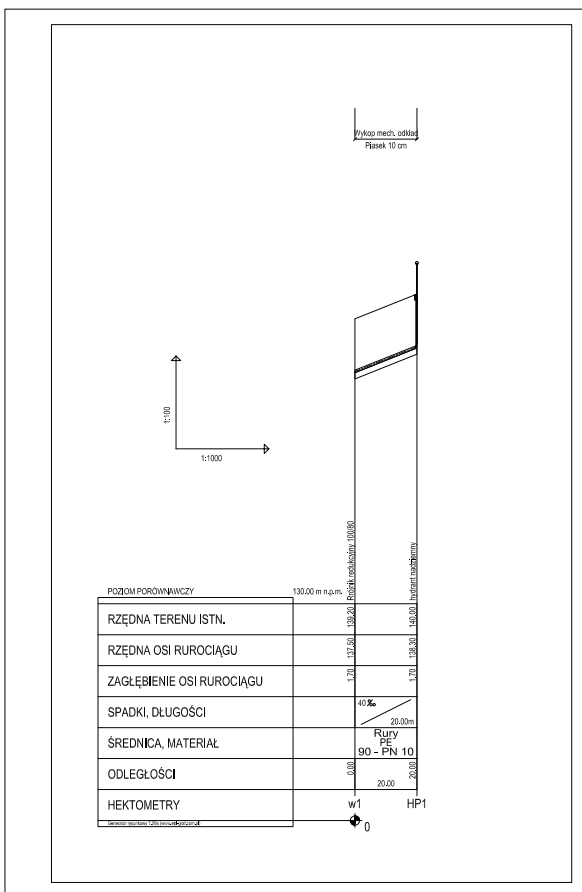 Wykop mech. odkład
Piasek 10 cm
1:100
1:1000
Trójnik redukcyjny 100/80
hydrant nadziemny
POZIOM PORÓWNAWCZY 130.00 m n.p.m.
RZĘDNA TERENU ISTN. 139,20 140,00
RZĘDNA OSI RUROCIĄGU 137,50 138,30
ZAGŁĘBIENIE OSI RUROCIĄGU 1,70 1,70
SPADKI, DŁUGOŚCI 40 ‰ 20.00m
ŚREDNICA, MATERIAŁ
Rury
PE
90 - PN 10
ODLEGŁOŚCI 0,00 20.00 20,00
HEKTOMETRY w1 HP1
0